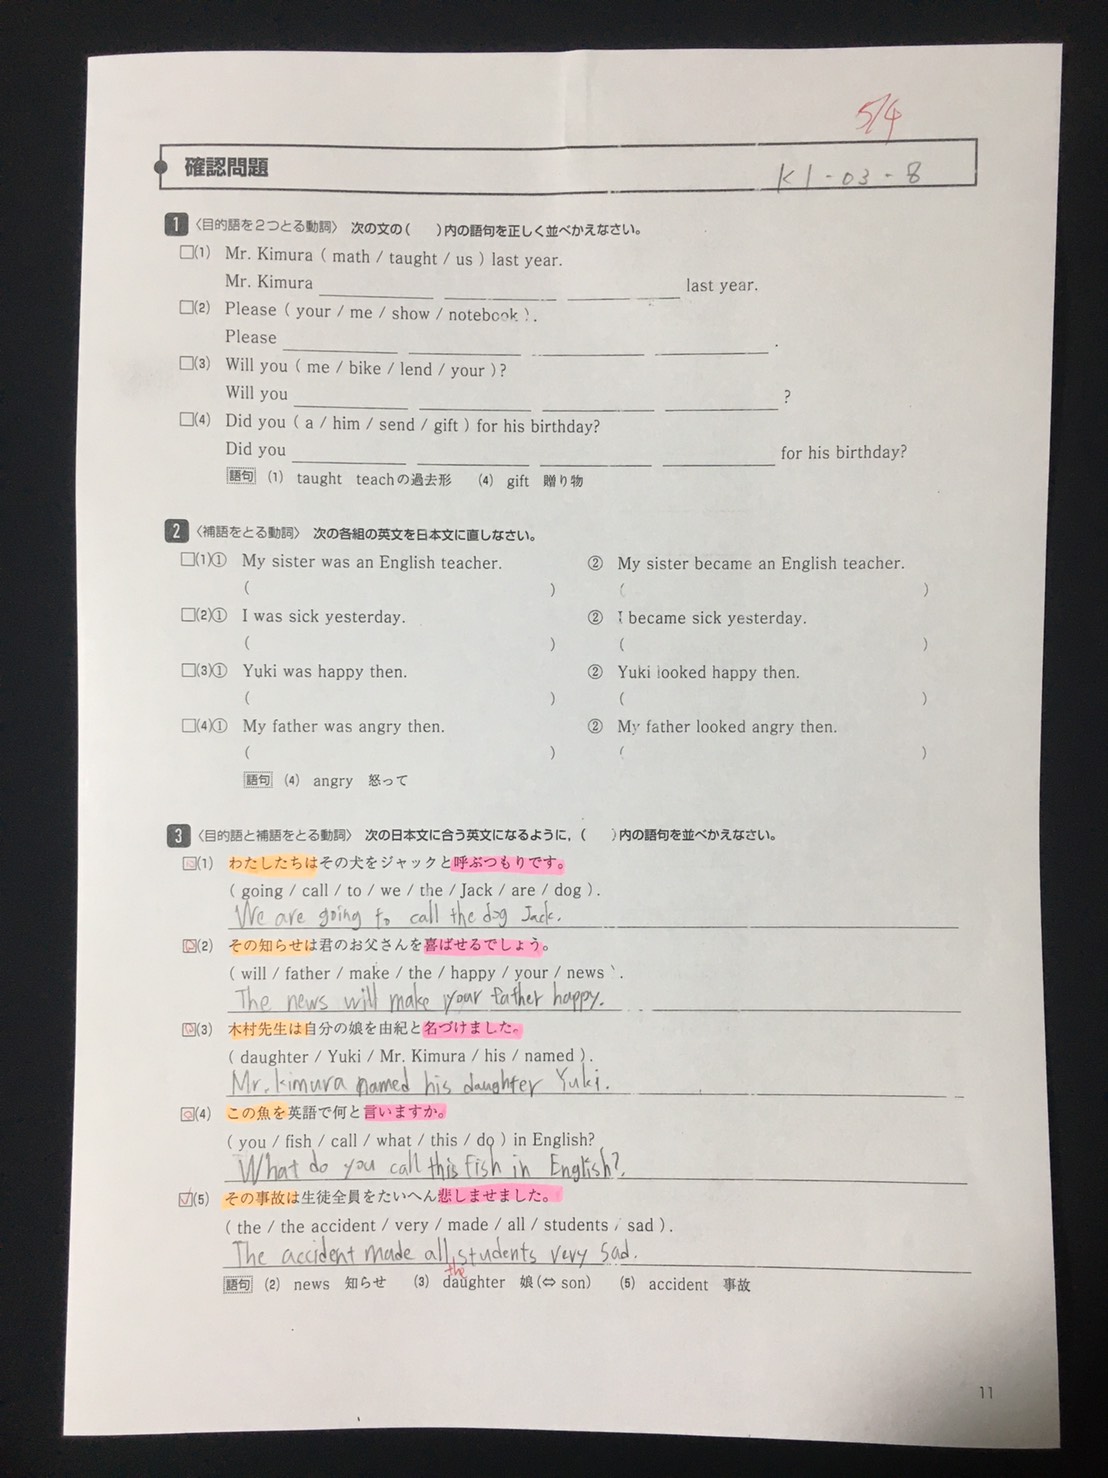 5/4
確認問題
K1-03-8
1 〈目的語を2つとる動詞〉 次の文の( )内の語句を正しく並べかえなさい。
□(1) Mr. Kimura ( math / taught / us ) last year.
Mr. Kimura ____ ____ ____ last year.
□(2) Please ( your / me / show / notebook ).
Please ____ ____ ____ ____ .
□(3) Will you ( me / bike / lend / your )?
Will you ____ ____ ____ ____ ?
□(4) Did you ( a / him / send / gift ) for his birthday?
Did you ____ ____ ____ ____ for his birthday?
語句 (1) taught teachの過去形 (4) gift 贈り物
2 〈補語をとる動詞〉 次の各組の英文を日本文に直しなさい。
□(1)① My sister was an English teacher. ② My sister became an English teacher.
( ) ( )
□(2)① I was sick yesterday. ② I became sick yesterday.
( ) ( )
□(3)① Yuki was happy then. ② Yuki looked happy then.
( ) ( )
□(4)① My father was angry then. ② My father looked angry then.
( ) ( )
語句 (4) angry 怒って
3 〈目的語と補語をとる動詞〉 次の日本文に合う英文になるように,( )内の語句を並べかえなさい。
□(1) わたしたちはその犬をジャックと呼ぶつもりです。
( going / call / to / we / the / Jack / are / dog ).
We are going to call the dog Jack.
□(2) その知らせは君のお父さんを喜ばせるでしょう。
( will / father / make / the / happy / your / news ).
The news will make your father happy.
□(3) 木村先生は自分の娘を由紀と名づけました。
( daughter / Yuki / Mr. Kimura / his / named ).
Mr. Kimura named his daughter Yuki.
□(4) この魚を英語で何と言いますか。
( you / fish / call / what / this / do ) in English?
What do you call this fish in English?
□(5) その事故は生徒全員をたいへん悲しませました。
( the / the accident / very / made / all / students / sad ).
The accident made all students very sad.
the
語句 (2) news 知らせ (3) daughter 娘(⇔ son) (5) accident 事故
11